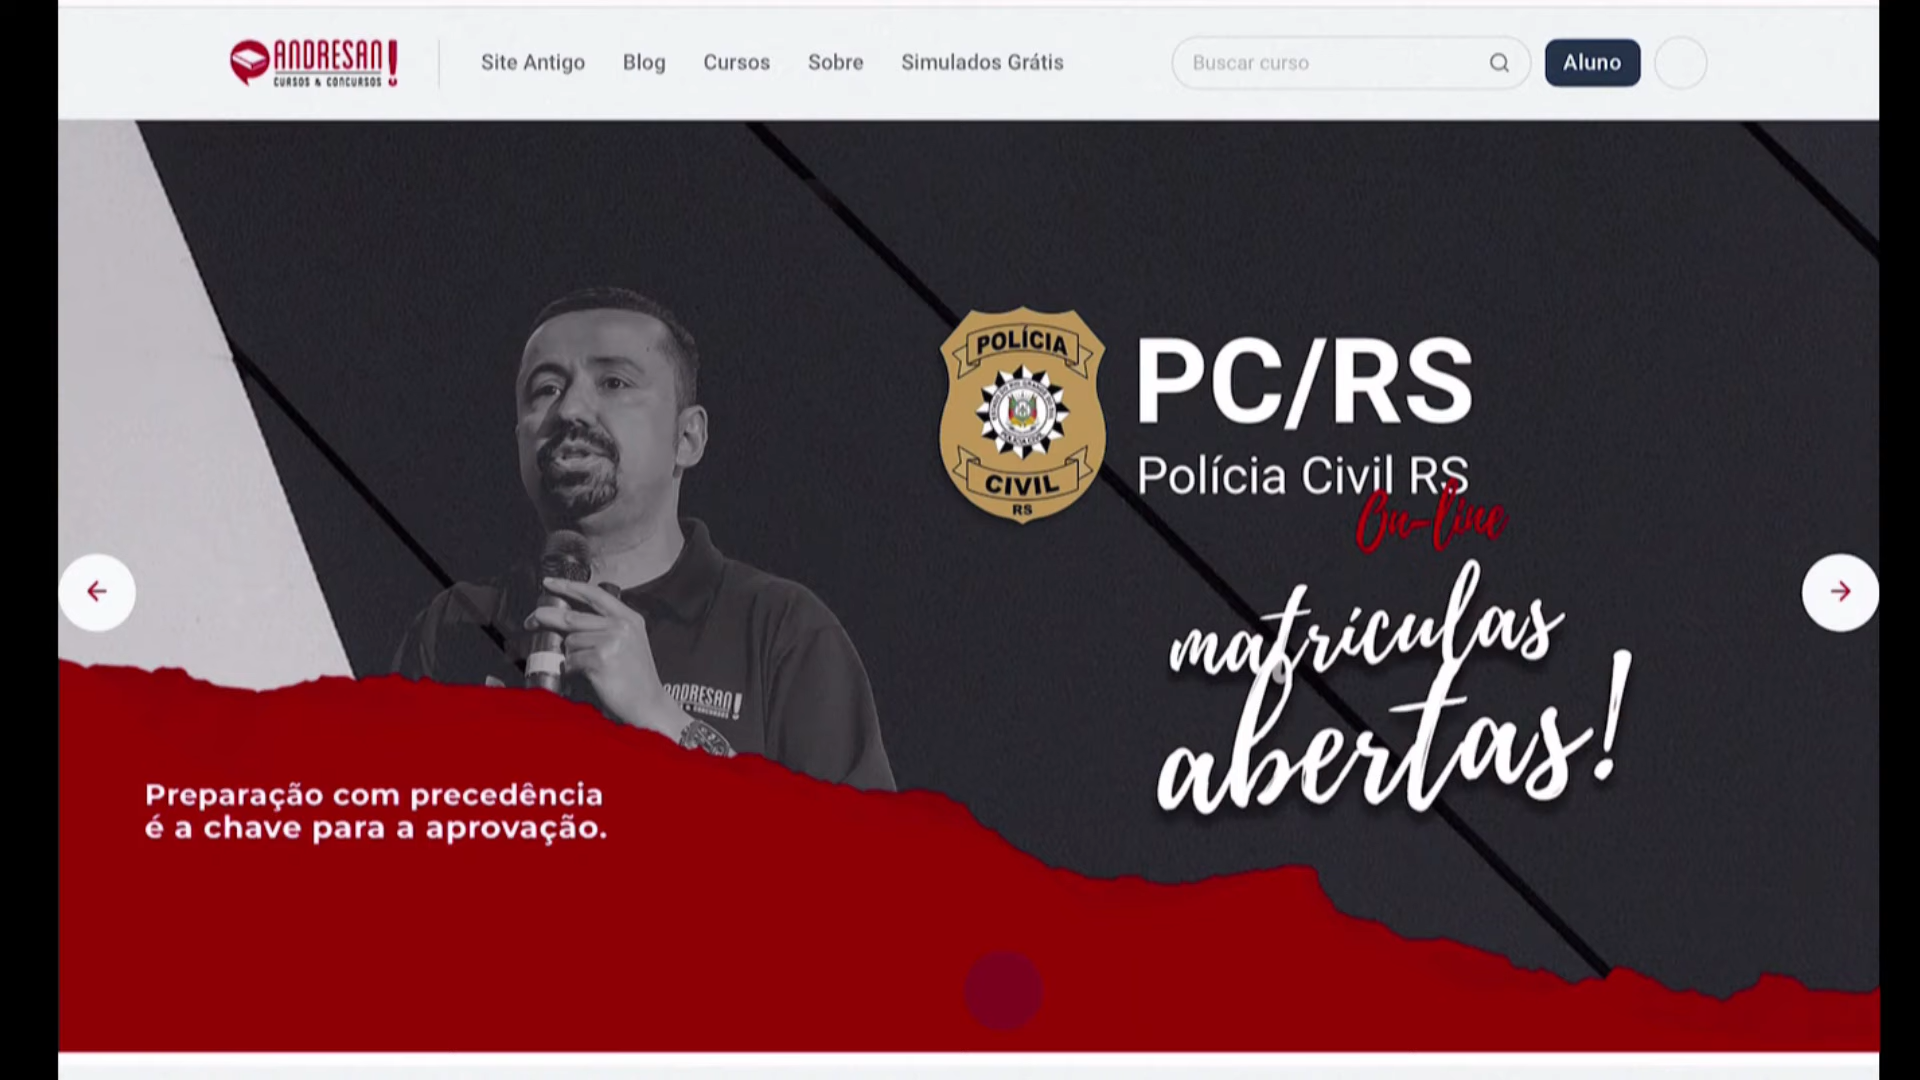 ANDRESAN!
CURSOS & CONCURSOS
Site Antigo
Blog
Cursos
Sobre
Simulados Grátis
Buscar curso
Aluno
POLÍCIA
CIVIL
RS
PC/RS
Polícia Civil RS
On-line
matrículas
abertas!
ANDRESAN!
& CONCURSOS
Preparação com precedência
é a chave para a aprovação.